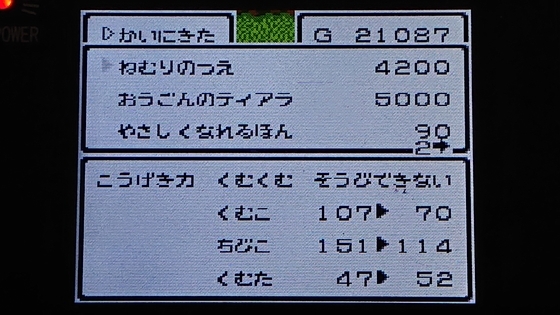 POWER
▷かいにきた
G 21087
▶ねむりのつえ 4200
おうごんのティアラ 5000
やさしくなれるほん 90
2➡
こうげき力 くむくむ そうびできない
くむこ 107▶ 70
ちびこ 151▶114
くむた 47▶ 52